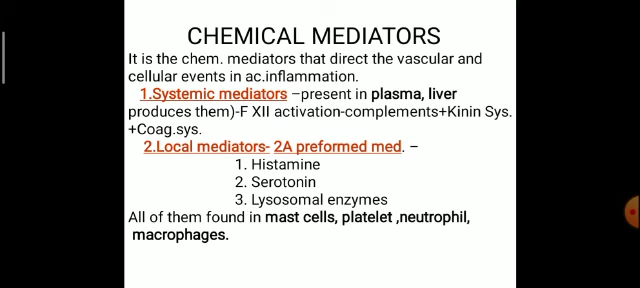 CHEMICAL MEDIATORS
It is the chem. mediators that direct the vascular and
cellular events in ac.inflammation.
1.Systemic mediators –present in plasma, liver
produces them)-F XII activation-complements+Kinin Sys.
+Coag.sys.
2.Local mediators- 2A preformed med. –
1. Histamine
2. Serotonin
3. Lysosomal enzymes
All of them found in mast cells, platelet ,neutrophil,
macrophages.